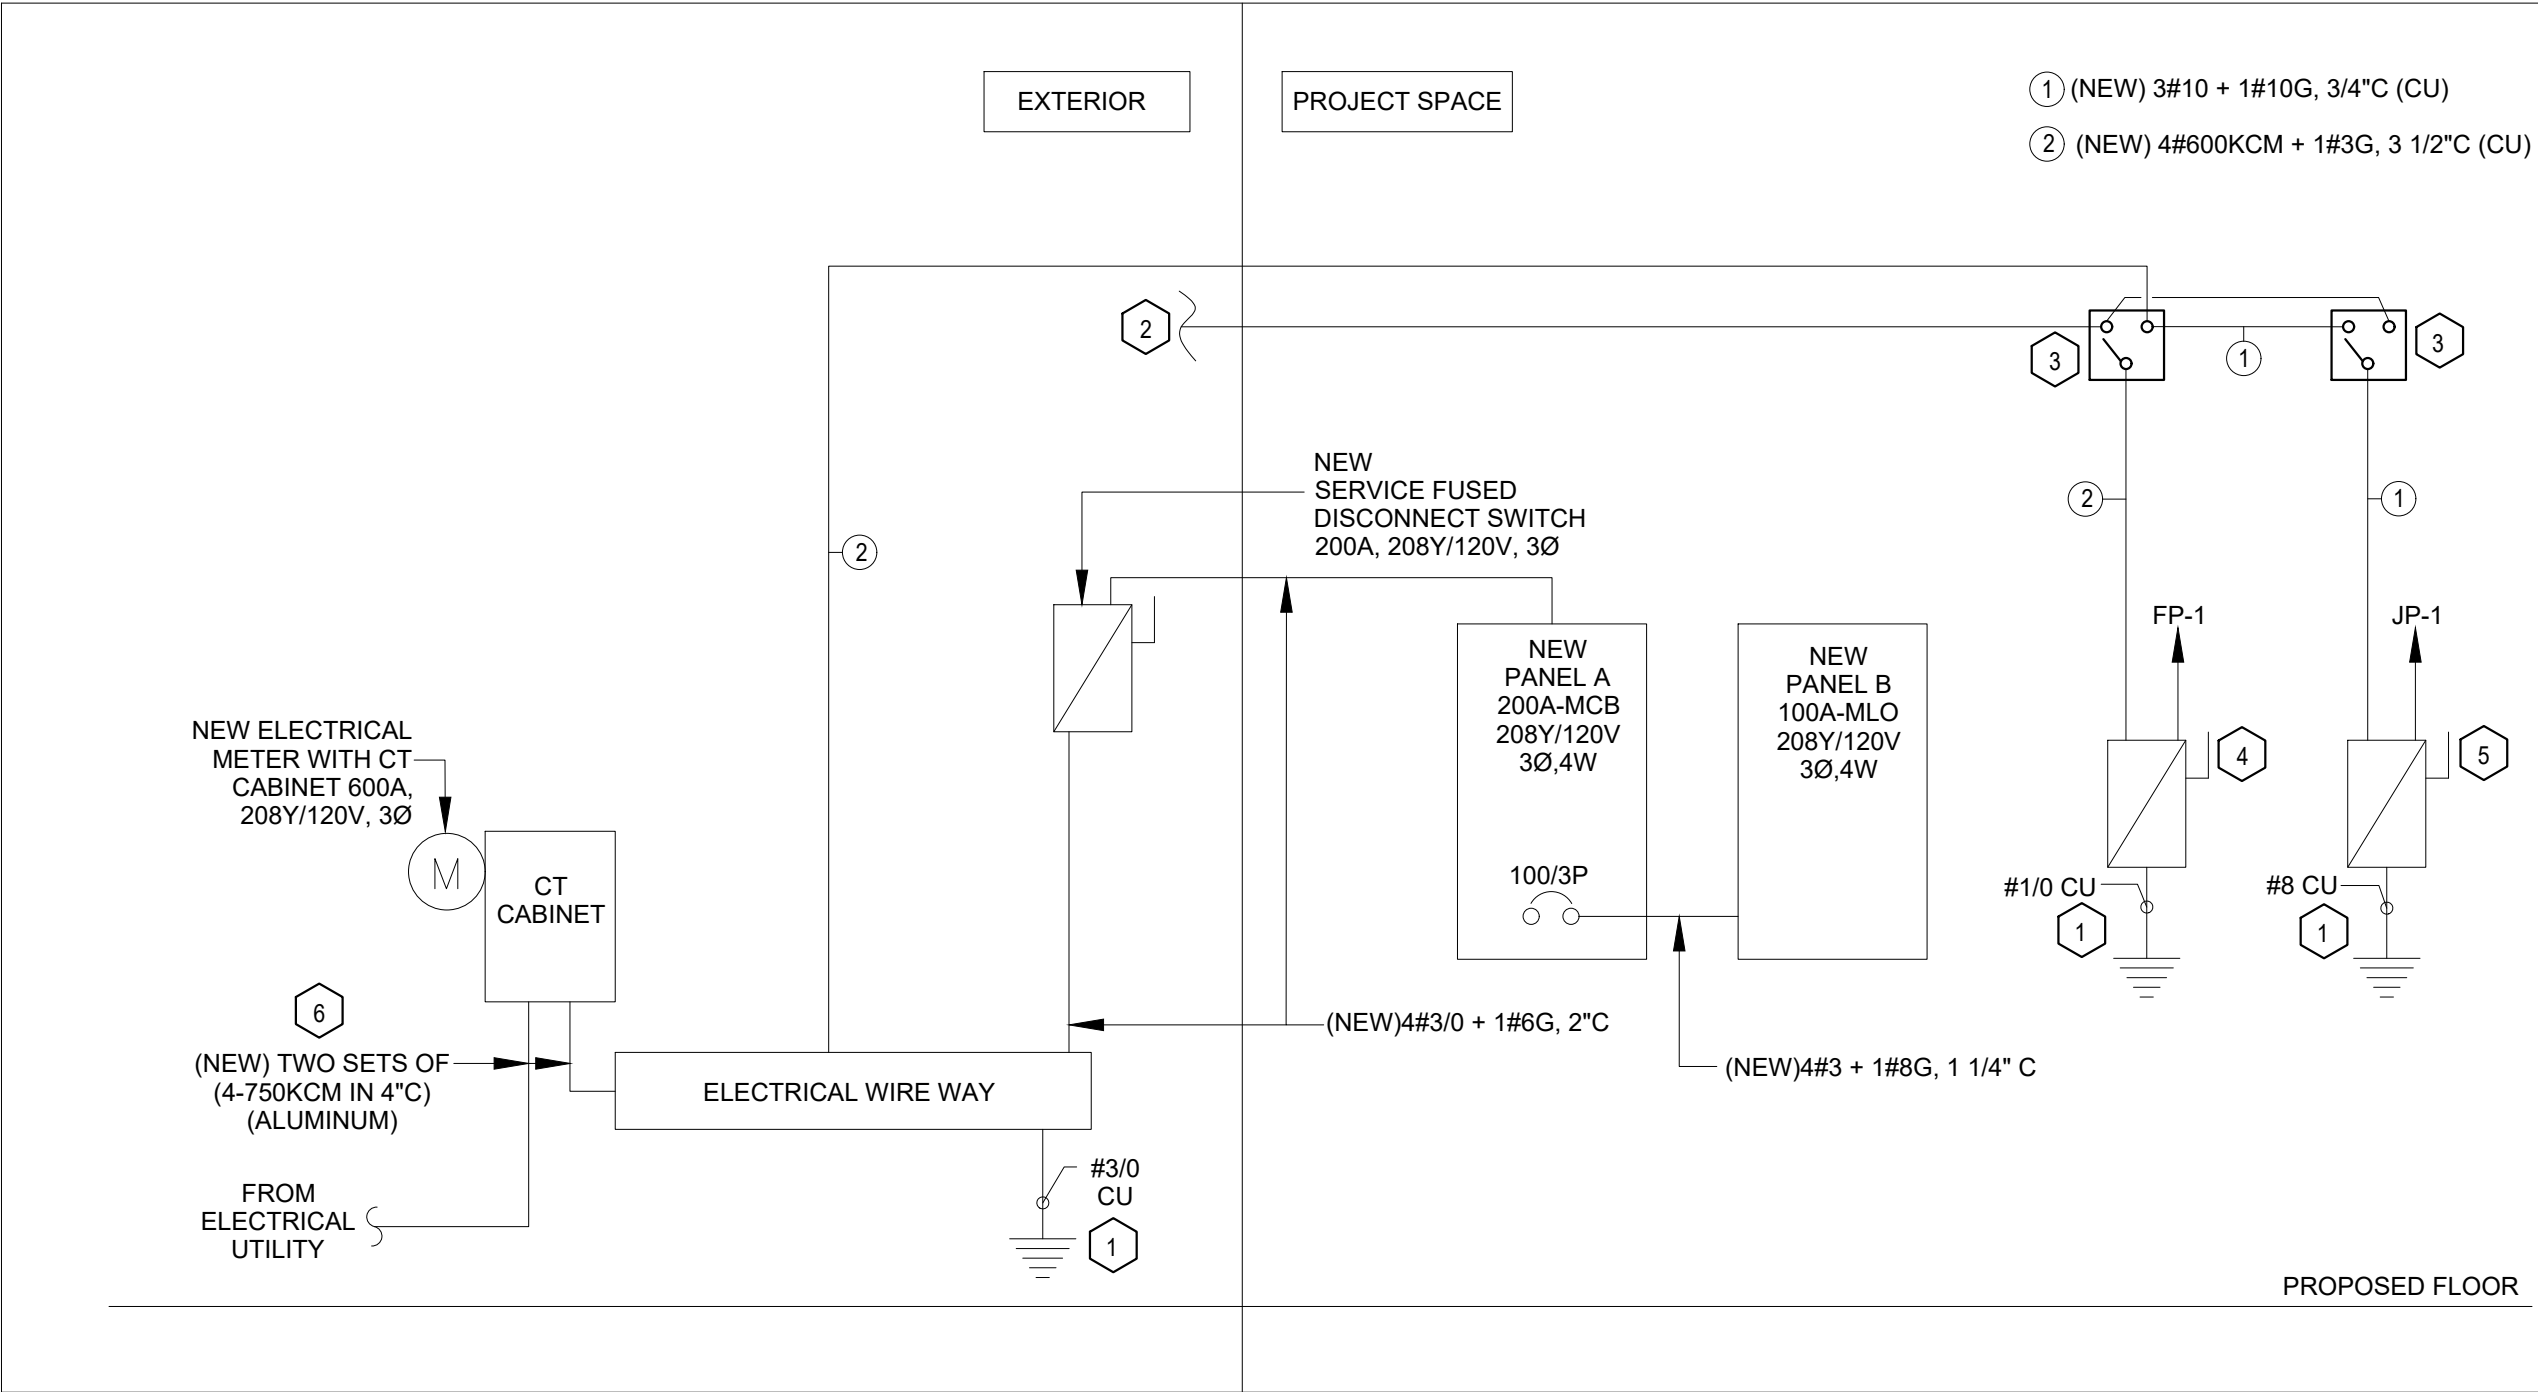 EXTERIOR
PROJECT SPACE
1 (NEW) 3#10 + 1#10G, 3/4"C (CU)
2 (NEW) 4#600KCM + 1#3G, 3 1/2"C (CU)
2
3
1
3
NEW
SERVICE FUSED
DISCONNECT SWITCH
200A, 208Y/120V, 3Ø
2
2
1
FP-1
JP-1
NEW
PANEL A
200A-MCB
208Y/120V
3Ø,4W
100/3P
NEW
PANEL B
100A-MLO
208Y/120V
3Ø,4W
4
5
NEW ELECTRICAL
METER WITH CT
CABINET 600A,
208Y/120V, 3Ø
M
CT
CABINET
#1/0 CU
1
#8 CU
1
6
(NEW) TWO SETS OF
(4-750KCM IN 4"C)
(ALUMINUM)
ELECTRICAL WIRE WAY
(NEW)4#3/0 + 1#6G, 2"C
(NEW)4#3 + 1#8G, 1 1/4" C
FROM
ELECTRICAL
UTILITY
#3/0
CU
1
PROPOSED FLOOR